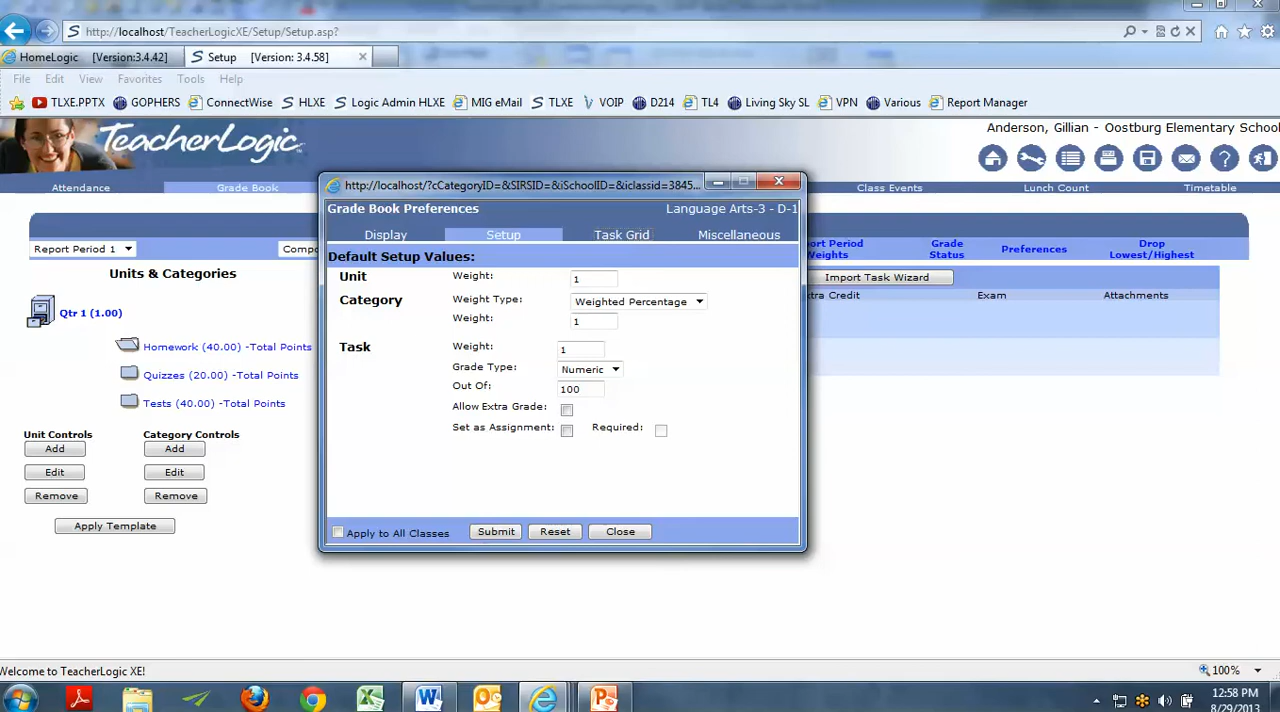 http://localhost/TeacherLogicXE/Setup/Setup.asp?
HomeLogic [Version:3.4.42]
Setup [Version: 3.4.58]
File Edit View Favorites Tools Help
TLXE.PPTX GOPHERS ConnectWise HLXE Logic Admin HLXE MIG eMail TLXE VOIP D214 TL4 Living Sky SL VPN Various Report Manager
TeacherLogic
Anderson, Gillian - Oostburg Elementary School
Attendance Grade Book Class Events Lunch Count Timetable
http://localhost/?cCategoryID=&SIRSID=&iSchoolID=&iclassid=3845...
Grade Book Preferences Language Arts-3 - D-1
Display Setup Task Grid Miscellaneous
Default Setup Values:
Unit Weight: 1
Category Weight Type: Weighted Percentage
Weight: 1
Task Weight: 1
Grade Type: Numeric
Out Of: 100
Allow Extra Grade:
Set as Assignment: Required:
Apply to All Classes Submit Reset Close
Report Period 1
Units & Categories
Qtr 1 (1.00)
Homework (40.00) -Total Points
Quizzes (20.00) -Total Points
Tests (40.00) -Total Points
Unit Controls Category Controls
Add Add
Edit Edit
Remove Remove
Apply Template
Grade Status
Preferences
Drop Lowest/Highest
Import Task Wizard
Credit Exam Attachments
Welcome to TeacherLogic XE!
100%
12:58 PM
8/29/2013